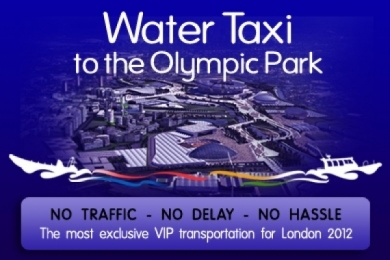 Water Taxi
to the Olympic Park
NO TRAFFIC - NO DELAY - NO HASSLE
The most exclusive VIP transportation for London 2012